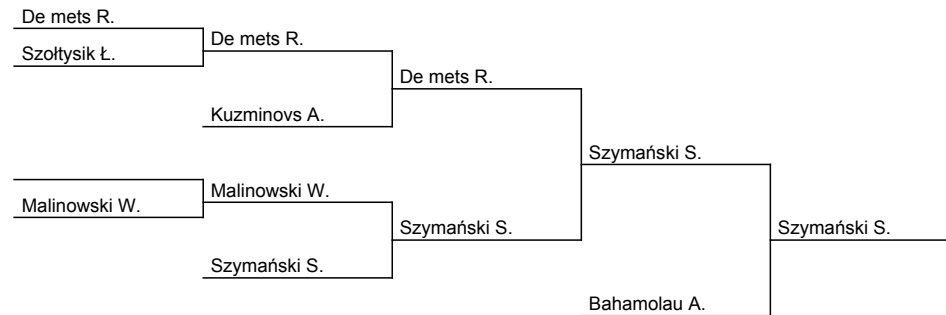 De mets R.
Szołtysik Ł.
De mets R.
De mets R.
Kuzminovs A.
Szymański S.
Malinowski W.
Malinowski W.
Szymański S.
Szymański S.
Szymański S.
Bahamolau A.